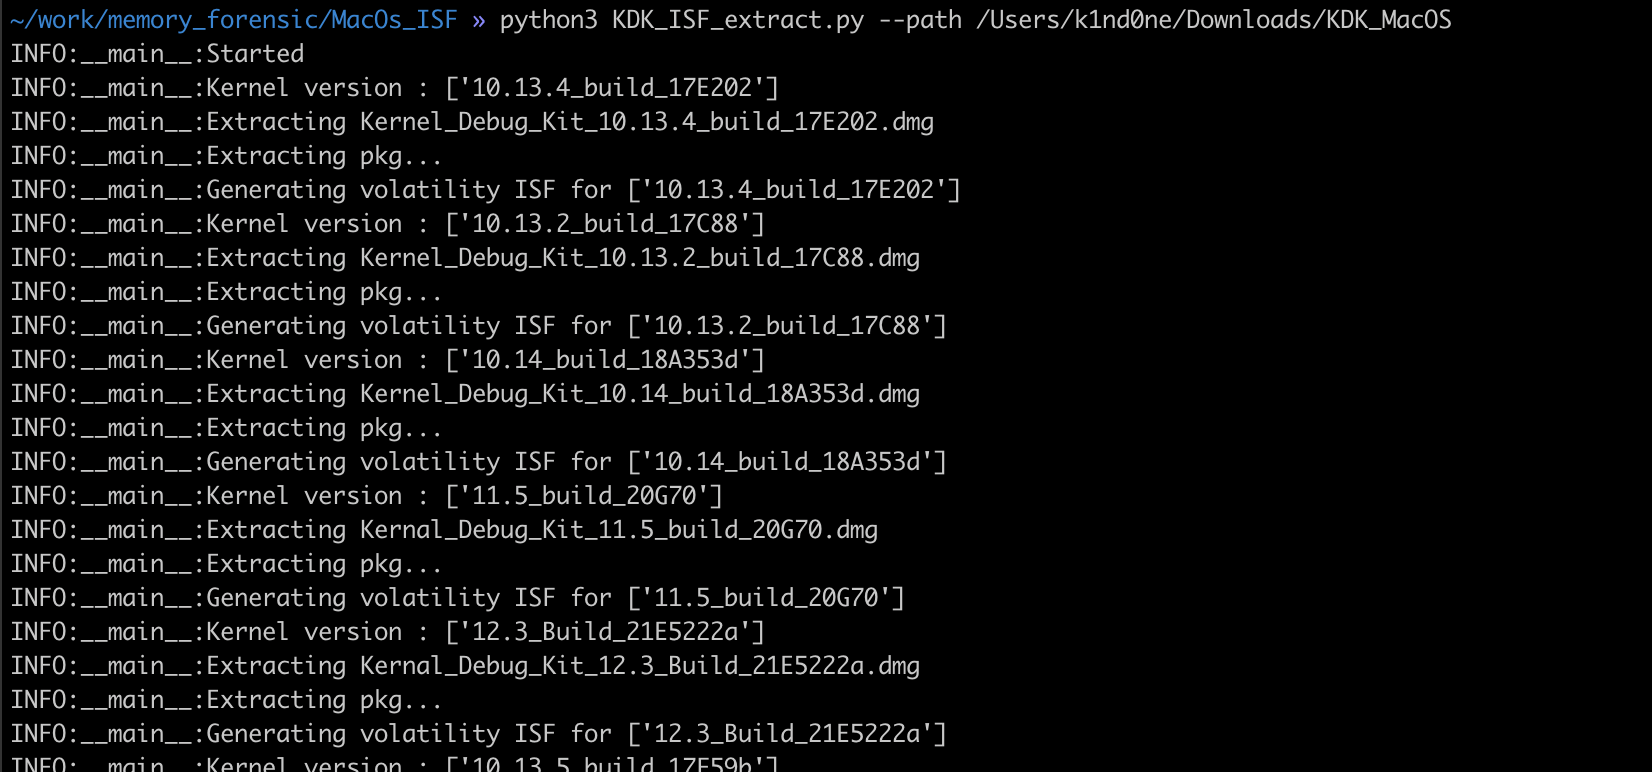 ~/work/memory_forensic/MacOs_ISF » python3 KDK_ISF_extract.py --path /Users/k1nd0ne/Downloads/KDK_MacOS
INFO:__main__:Started
INFO:__main__:Kernel version : ['10.13.4_build_17E202']
INFO:__main__:Extracting Kernel_Debug_Kit_10.13.4_build_17E202.dmg
INFO:__main__:Extracting pkg...
INFO:__main__:Generating volatility ISF for ['10.13.4_build_17E202']
INFO:__main__:Kernel version : ['10.13.2_build_17C88']
INFO:__main__:Extracting Kernel_Debug_Kit_10.13.2_build_17C88.dmg
INFO:__main__:Extracting pkg...
INFO:__main__:Generating volatility ISF for ['10.13.2_build_17C88']
INFO:__main__:Kernel version : ['10.14_build_18A353d']
INFO:__main__:Extracting Kernel_Debug_Kit_10.14_build_18A353d.dmg
INFO:__main__:Extracting pkg...
INFO:__main__:Generating volatility ISF for ['10.14_build_18A353d']
INFO:__main__:Kernel version : ['11.5_build_20G70']
INFO:__main__:Extracting Kernal_Debug_Kit_11.5_build_20G70.dmg
INFO:__main__:Extracting pkg...
INFO:__main__:Generating volatility ISF for ['11.5_build_20G70']
INFO:__main__:Kernel version : ['12.3_Build_21E5222a']
INFO:__main__:Extracting Kernal_Debug_Kit_12.3_Build_21E5222a.dmg
INFO:__main__:Extracting pkg...
INFO:__main__:Generating volatility ISF for ['12.3_Build_21E5222a']
INFO:__main__:Kernel version : ['10.13.5_build_17F59b']